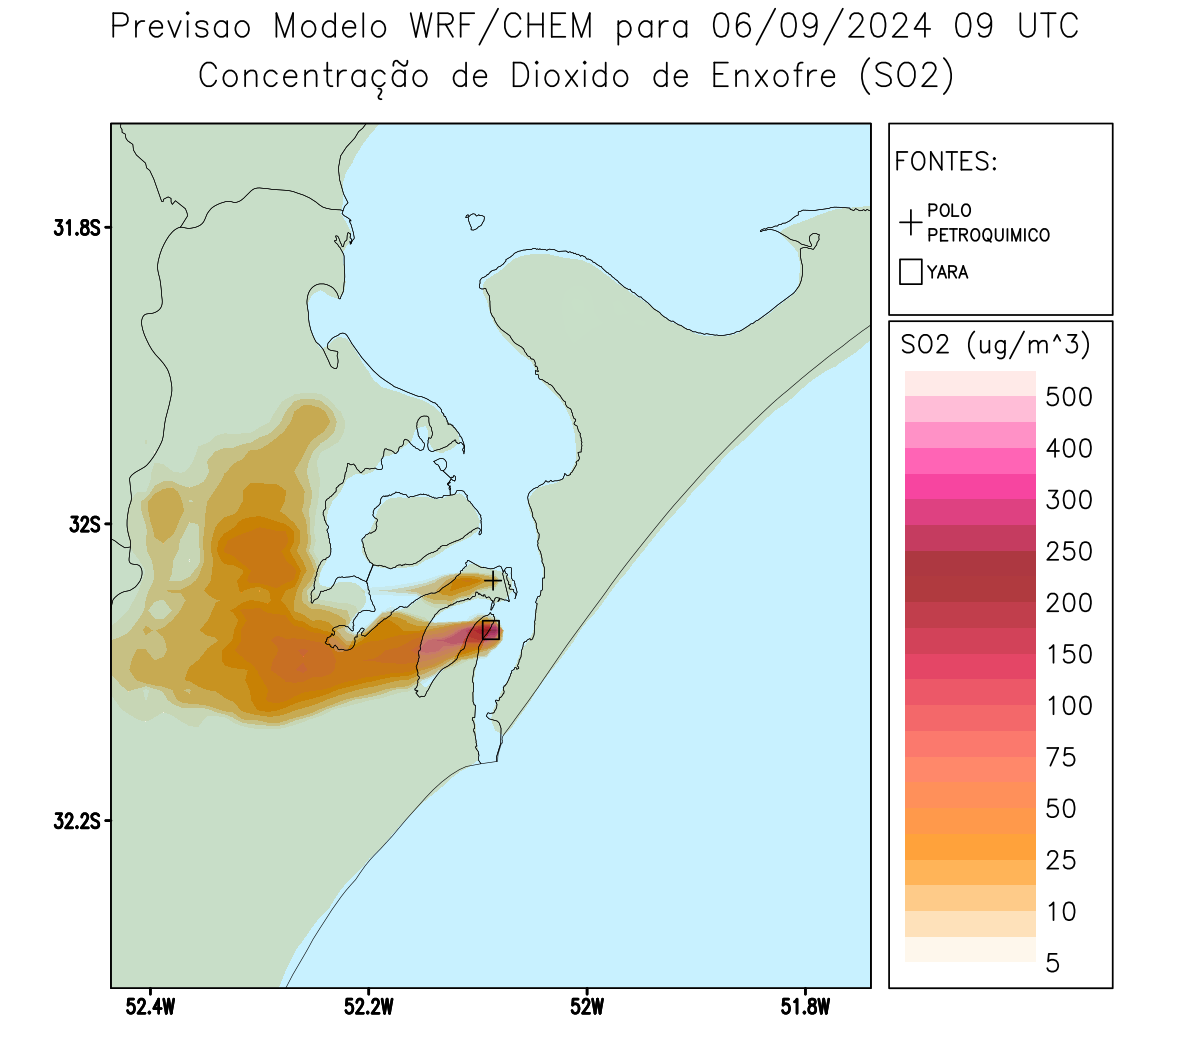 Previsao Modelo WRF/CHEM para 06/09/2024 09 UTC
Concentração de Dioxido de Enxofre (SO2)
FONTES:
POLO
PETROQUIMICO
YARA
31.8S
32S
32.2S
52.4W
52.2W
52W
51.8W
SO2 (ug/m^3)
500
400
300
250
200
150
100
75
50
25
10
5